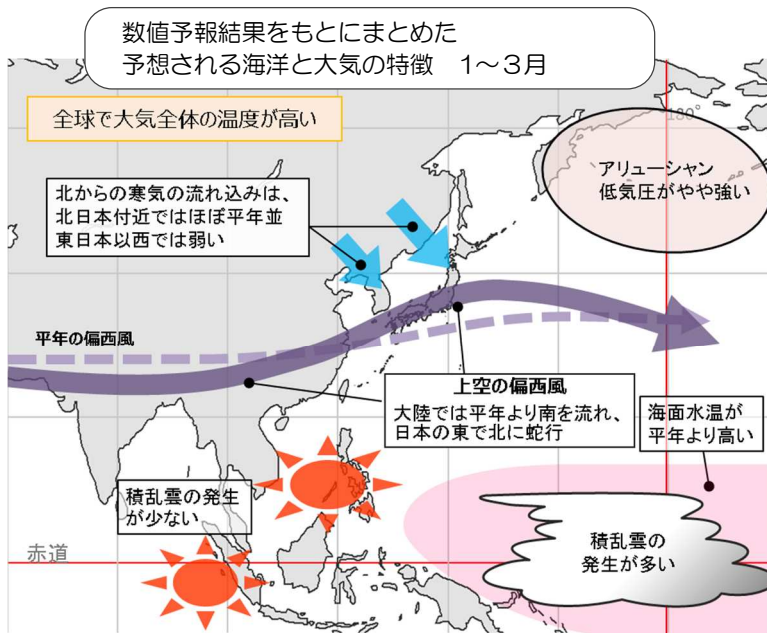 数値予報結果をもとにまとめた
予想される海洋と大気の特徴　1～3月
全球で大気全体の温度が高い
180°
アリューシャン
低気圧がやや強い
北からの寒気の流れ込みは、
北日本付近ではほぼ平年並
東日本以西では弱い
平年の偏西風
上空の偏西風
大陸では平年より南を流れ、
日本の東で北に蛇行
海面水温が
平年より高い
積乱雲の発生
が少ない
積乱雲の
発生が多い
赤道